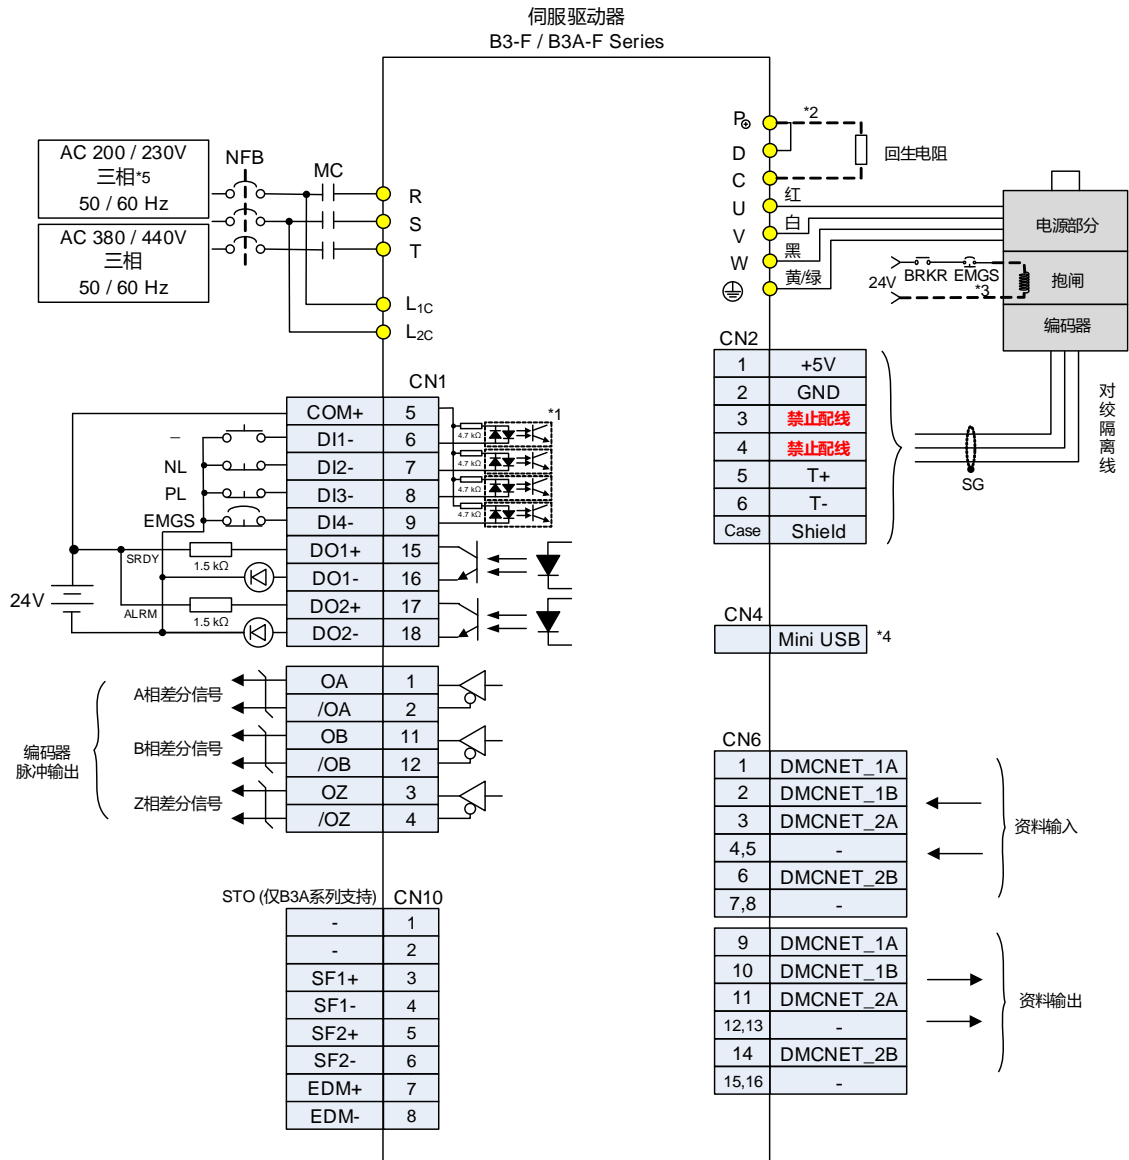 伺服驱动器
B3-F / B3A-F Series
AC 200 / 230V
三相*5
50 / 60 Hz
AC 380 / 440V
三相
50 / 60 Hz
NFB
MC
R
S
T
L1C
L2C
P⊕
D
C
U
V
W
*2
回生电阻
红
白
黑
黄/绿
24V
BRKR
EMGS
*3
电源部分
抱闸
编码器
对绞隔离线
SG
CN1
COM+ 5
DI1- 6
DI2- 7
DI3- 8
DI4- 9
DO1+ 15
DO1- 16
DO2+ 17
DO2- 18
*1
4.7 kΩ
4.7 kΩ
4.7 kΩ
4.7 kΩ
–
NL
PL
EMGS
SRDY
1.5 kΩ
24V
ALRM
1.5 kΩ
OA 1
/OA 2
OB 11
/OB 12
OZ 3
/OZ 4
A相差分信号
B相差分信号
Z相差分信号
编码器
脉冲输出
STO (仅B3A系列支持)
CN10
- 1
- 2
SF1+ 3
SF1- 4
SF2+ 5
SF2- 6
EDM+ 7
EDM- 8
CN2
1 +5V
2 GND
3 禁止配线
4 禁止配线
5 T+
6 T-
Case Shield
CN4
Mini USB
*4
CN6
1 DMCNET_1A
2 DMCNET_1B
3 DMCNET_2A
4,5 -
6 DMCNET_2B
7,8 -
资料输入
9 DMCNET_1A
10 DMCNET_1B
11 DMCNET_2A
12,13 -
14 DMCNET_2B
15,16 -
资料输出